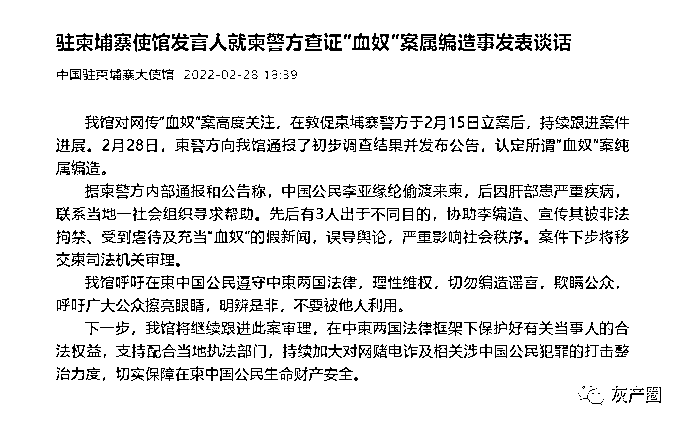 驻柬埔寨使馆发言人就柬警方查证“血奴”案属编造事发表谈话
中国驻柬埔寨大使馆 2022-02-28 13:39
我馆对网传“血奴”案高度关注，在敦促柬埔寨警方于2月15日立案后，持续跟进案件
进展。2月28日，柬警方向我馆通报了初步调查结果并发布公告，认定所谓“血奴”案纯
属编造。
据柬警方内部通报和公告称，中国公民李亚缘纶偷渡来柬，后因肝部患严重疾病，
联系当地一社会组织寻求帮助。先后有3人出于不同目的，协助李编造、宣传其被非法
拘禁、受到虐待及充当“血奴”的假新闻，误导舆论，严重影响社会秩序。案件下步将移
交柬司法机关审理。
我馆呼吁在柬中国公民遵守中柬两国法律，理性维权，切勿编造谣言，欺瞒公众，
呼吁广大公众擦亮眼睛，明辨是非，不要被他人利用。
下一步，我馆将继续跟进此案审理，在中柬两国法律框架下保护好有关当事人的合
法权益，支持配合当地执法部门，持续加大对网赌电诈及相关涉中国公民犯罪的打击整
治力度，切实保障在柬中国公民生命财产安全。
灰产圈